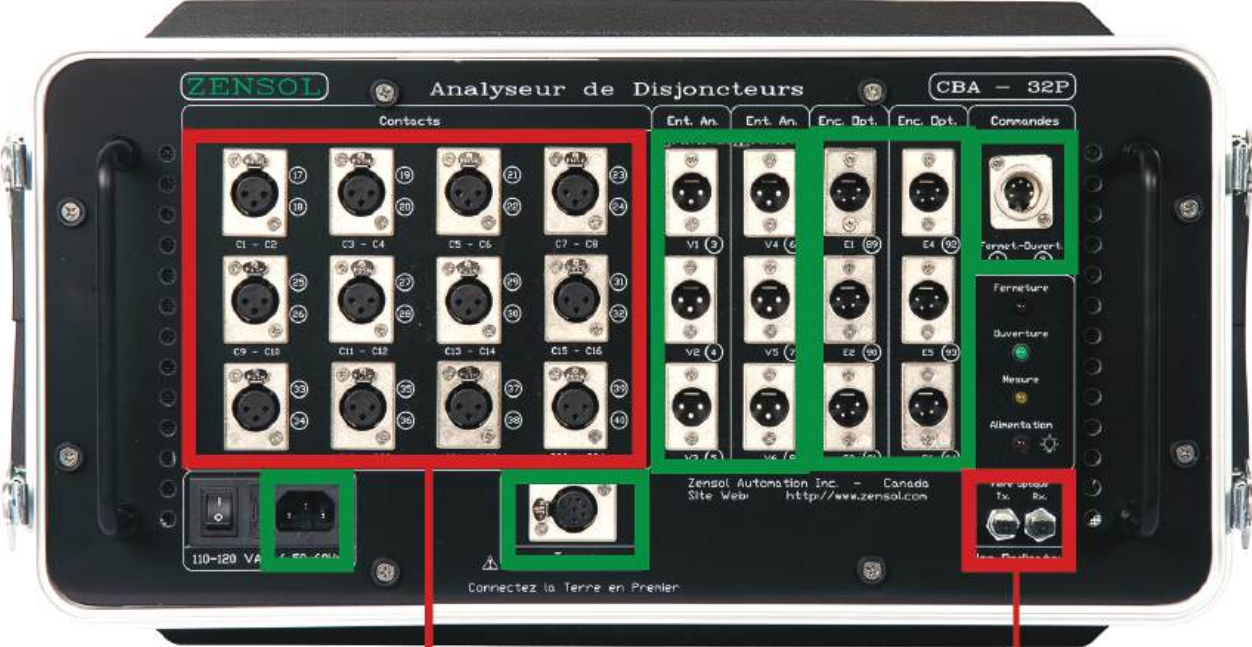 ZENSOL
Analyseur de Disjoncteurs
CBA - 32P
Contacts
Ent. An.
Ent. An.
Enc. Opt.
Enc. Opt.
Commandes
17
19
21
23
18
20
22
24
C1 - C2
C3 - C4
C5 - C6
C7 - C8
V1 3
V4 6
E1 89
E4 92
Fermet.-Ouvert.
25
27
29
31
26
28
30
32
C9 - C10
C11 - C12
C13 - C14
C15 - C16
V2 4
V5 7
E2 90
E5 93
Fermeture
Ouverture
Mesure
Alimentation
33
35
37
39
34
36
38
40
Zensol Automation Inc. - Canada
Site Web: http://www.zensol.com
Tx. Rx.
I
O
110-120
Connectez la Terre en Premier